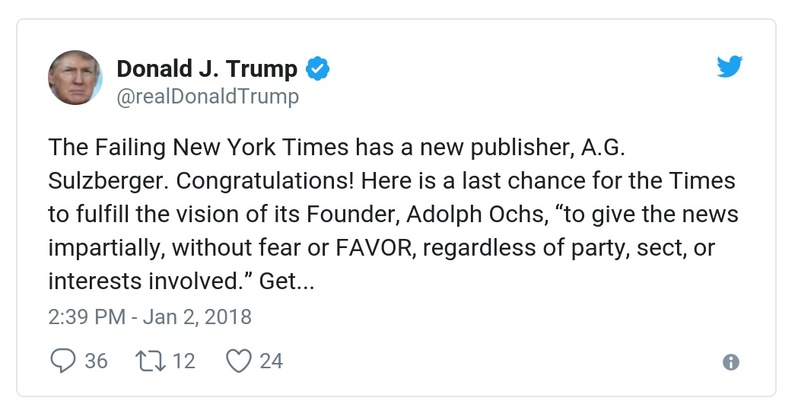 Donald J. Trump
@realDonaldTrump
The Failing New York Times has a new publisher, A.G.
Sulzberger. Congratulations! Here is a last chance for the Times
to fulfill the vision of its Founder, Adolph Ochs, “to give the news
impartially, without fear or FAVOR, regardless of party, sect, or
interests involved.” Get...
2:39 PM - Jan 2, 2018
36 12 24